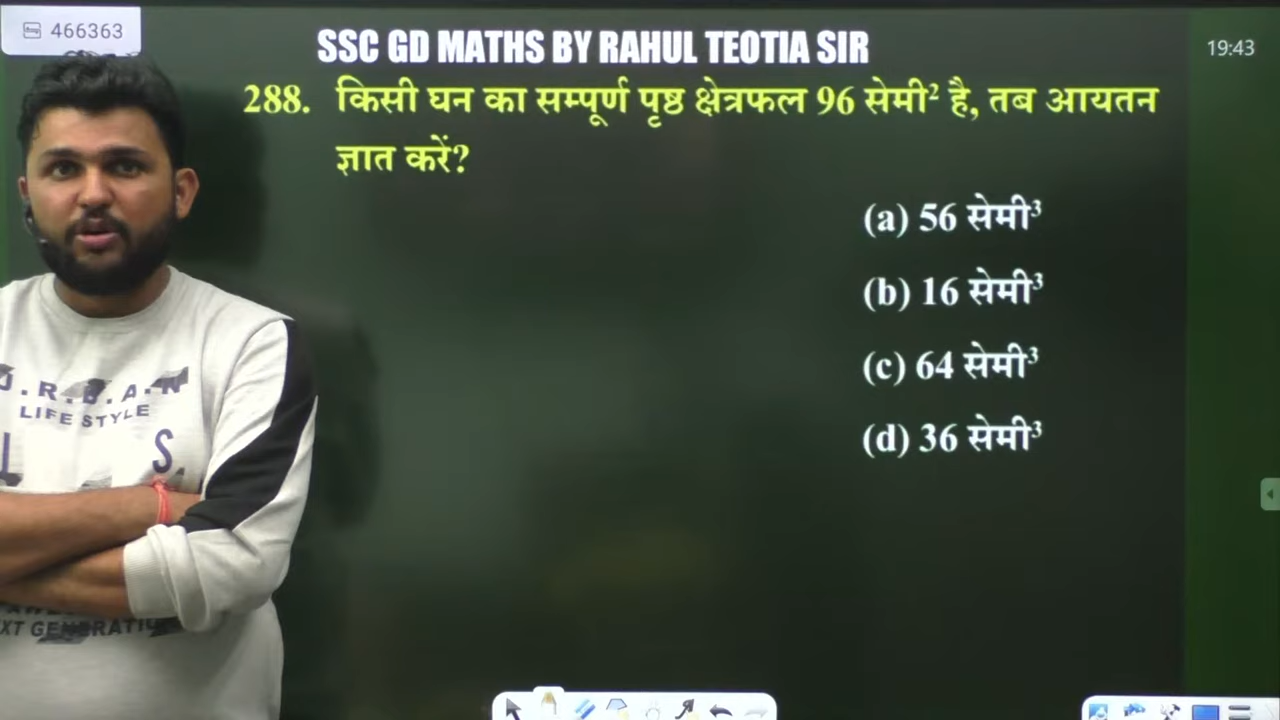 466363
SSC GD MATHS BY RAHUL TEOTIA SIR
19:43
288. किसी घन का सम्पूर्ण पृष्ठ क्षेत्रफल 96 सेमी² है, तब आयतन
ज्ञात करें?
(a) 56 सेमी³
(b) 16 सेमी³
(c) 64 सेमी³
(d) 36 सेमी³
LIFE STYLE